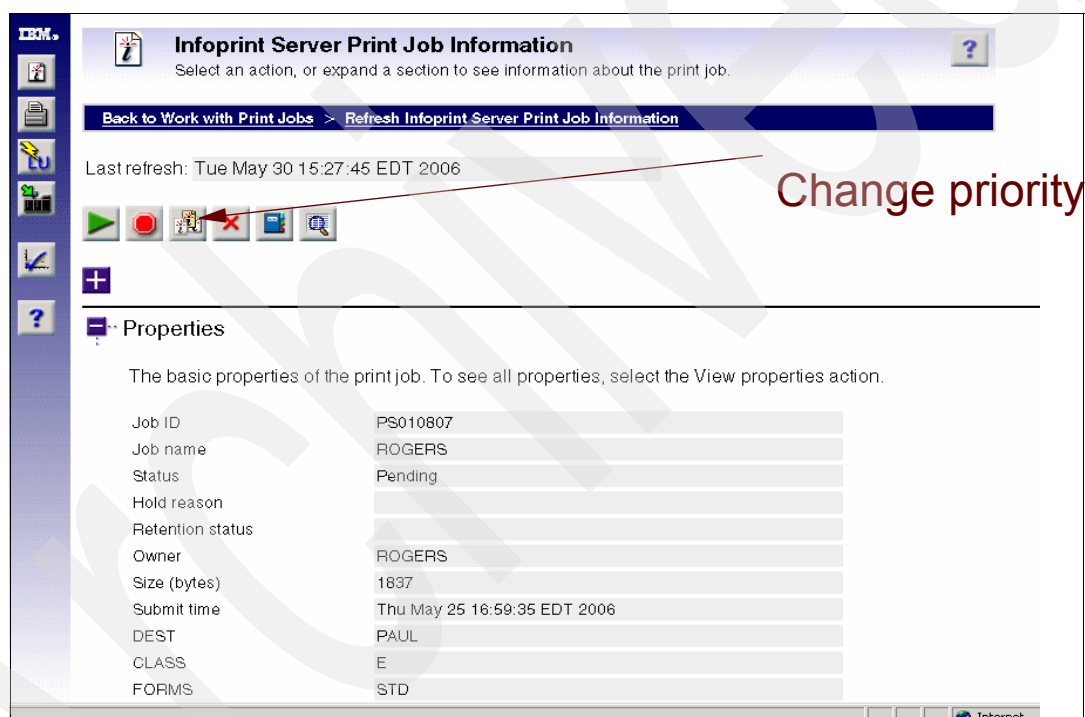 IBM.
Infoprint Server Print Job Information
Select an action, or expand a section to see information about the print job.
?
Back to Work with Print Jobs > Refresh Infoprint Server Print Job Information
LU
Last refresh: Tue May 30 15:27:45 EDT 2006
Change priority
?
Properties
The basic properties of the print job. To see all properties, select the View properties action.
Job ID PS010807
Job name ROGERS
Status Pending
Hold reason
Retention status
Owner ROGERS
Size (bytes) 1837
Submit time Thu May 25 16:59:35 EDT 2006
DEST PAUL
CLASS E
FORMS STD